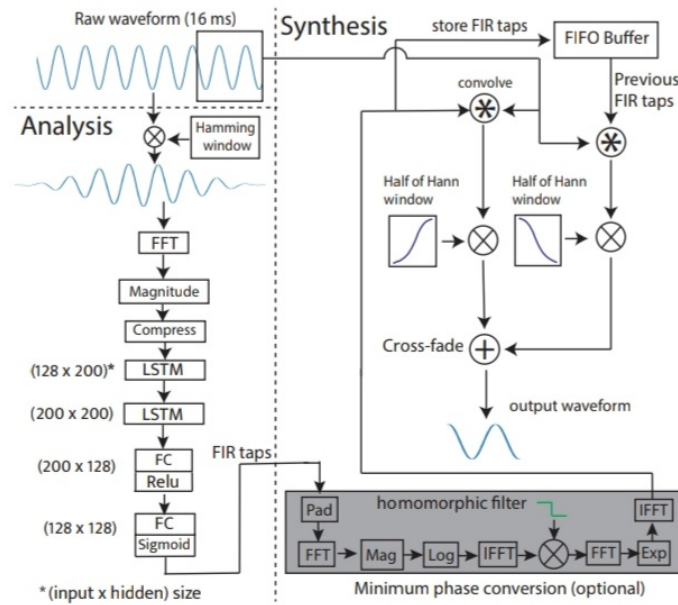 Raw waveform (16 ms)
Synthesis
store FIR taps
FIFO Buffer
Previous
FIR taps
convolve
Analysis
Hamming
window
Half of Hann
window
Half of Hann
window
FFT
Magnitude
Compress
Cross-fade
(128 x 200)*
LSTM
(200 x 200)
LSTM
output waveform
(200 x 128)
FC
Relu
FIR taps
(128 x 128)
FC
Sigmoid
*(input x hidden) size
Pad
homomorphic filter
IFFT
FFT
Mag
Log
IFFT
FFT
Exp
Minimum phase conversion (optional)